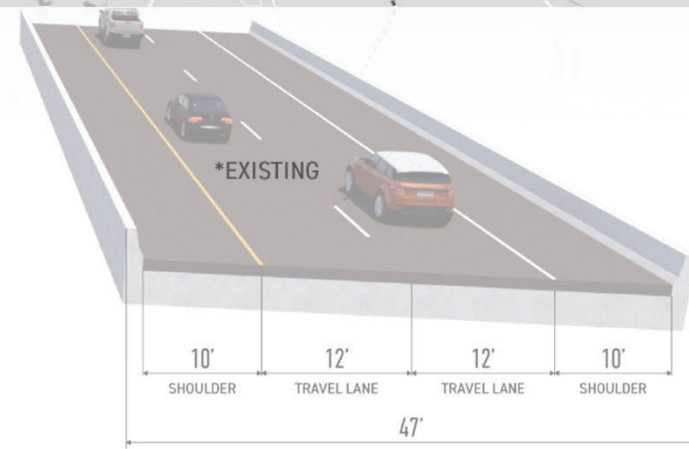 *EXISTING
10' 12' 12' 10'
SHOULDER TRAVEL LANE TRAVEL LANE SHOULDER
47'